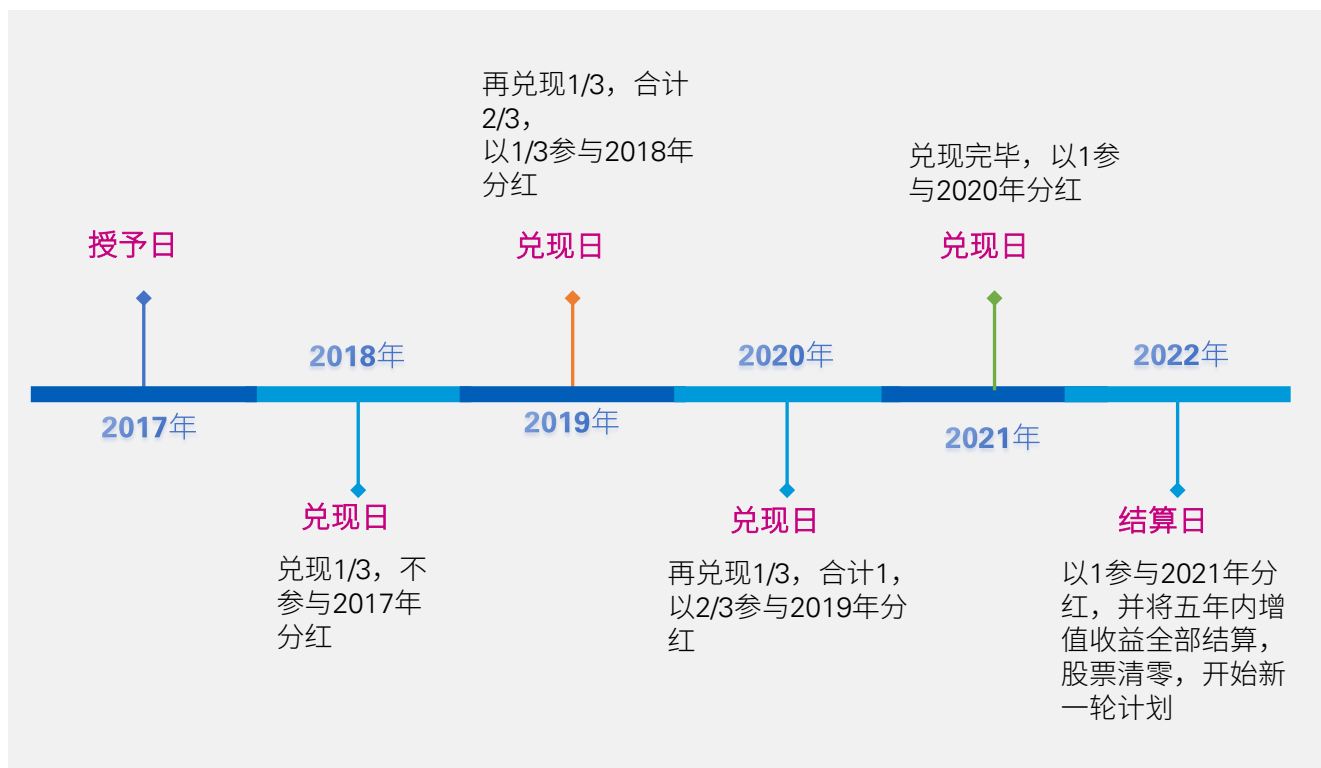 再兑现1/3，合计
2/3，
以1/3参与2018年
分红
兑现完毕，以1参
与2020年分红
授予日
兑现日
兑现日
2018年
2020年
2022年
2017年
2019年
2021年
兑现日
兑现日
结算日
兑现1/3，不
参与2017年
分红
再兑现1/3，合计1，
以2/3参与2019年分
红
以1参与2021年分
红，并将五年内增
值收益全部结算，
股票清零，开始新
一轮计划